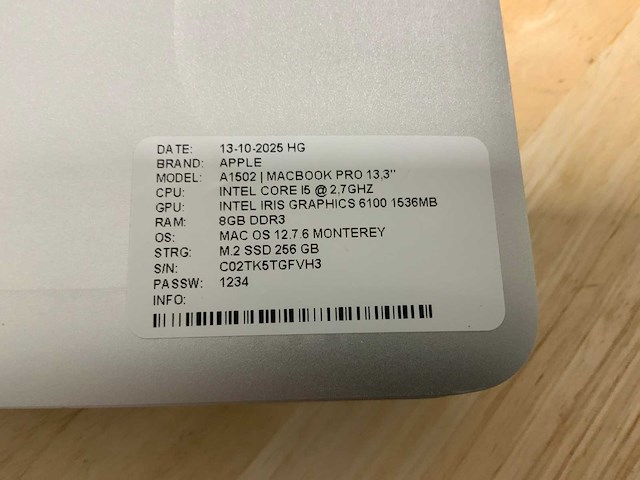 DATE: 13-10-2025 HG
BRAND: APPLE
MODEL: A1502 | MACBOOK PRO 13,3"
CPU: INTEL CORE I5 @ 2,7GHZ
GPU: INTEL IRIS GRAPHICS 6100 1536MB
RAM: 8GB DDR3
OS: MAC OS 12.7.6 MONTEREY
STRG: M.2 SSD 256 GB
S/N: C02TK5TGFVH3
PASSW: 1234
INFO: